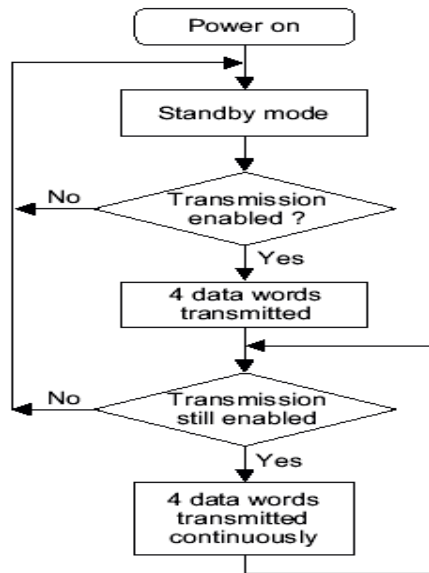 Power on
Standby mode
Transmission
enabled ?
No
Yes
4 data words
transmitted
Transmission
still enabled
No
Yes
4 data words
transmitted
continuously